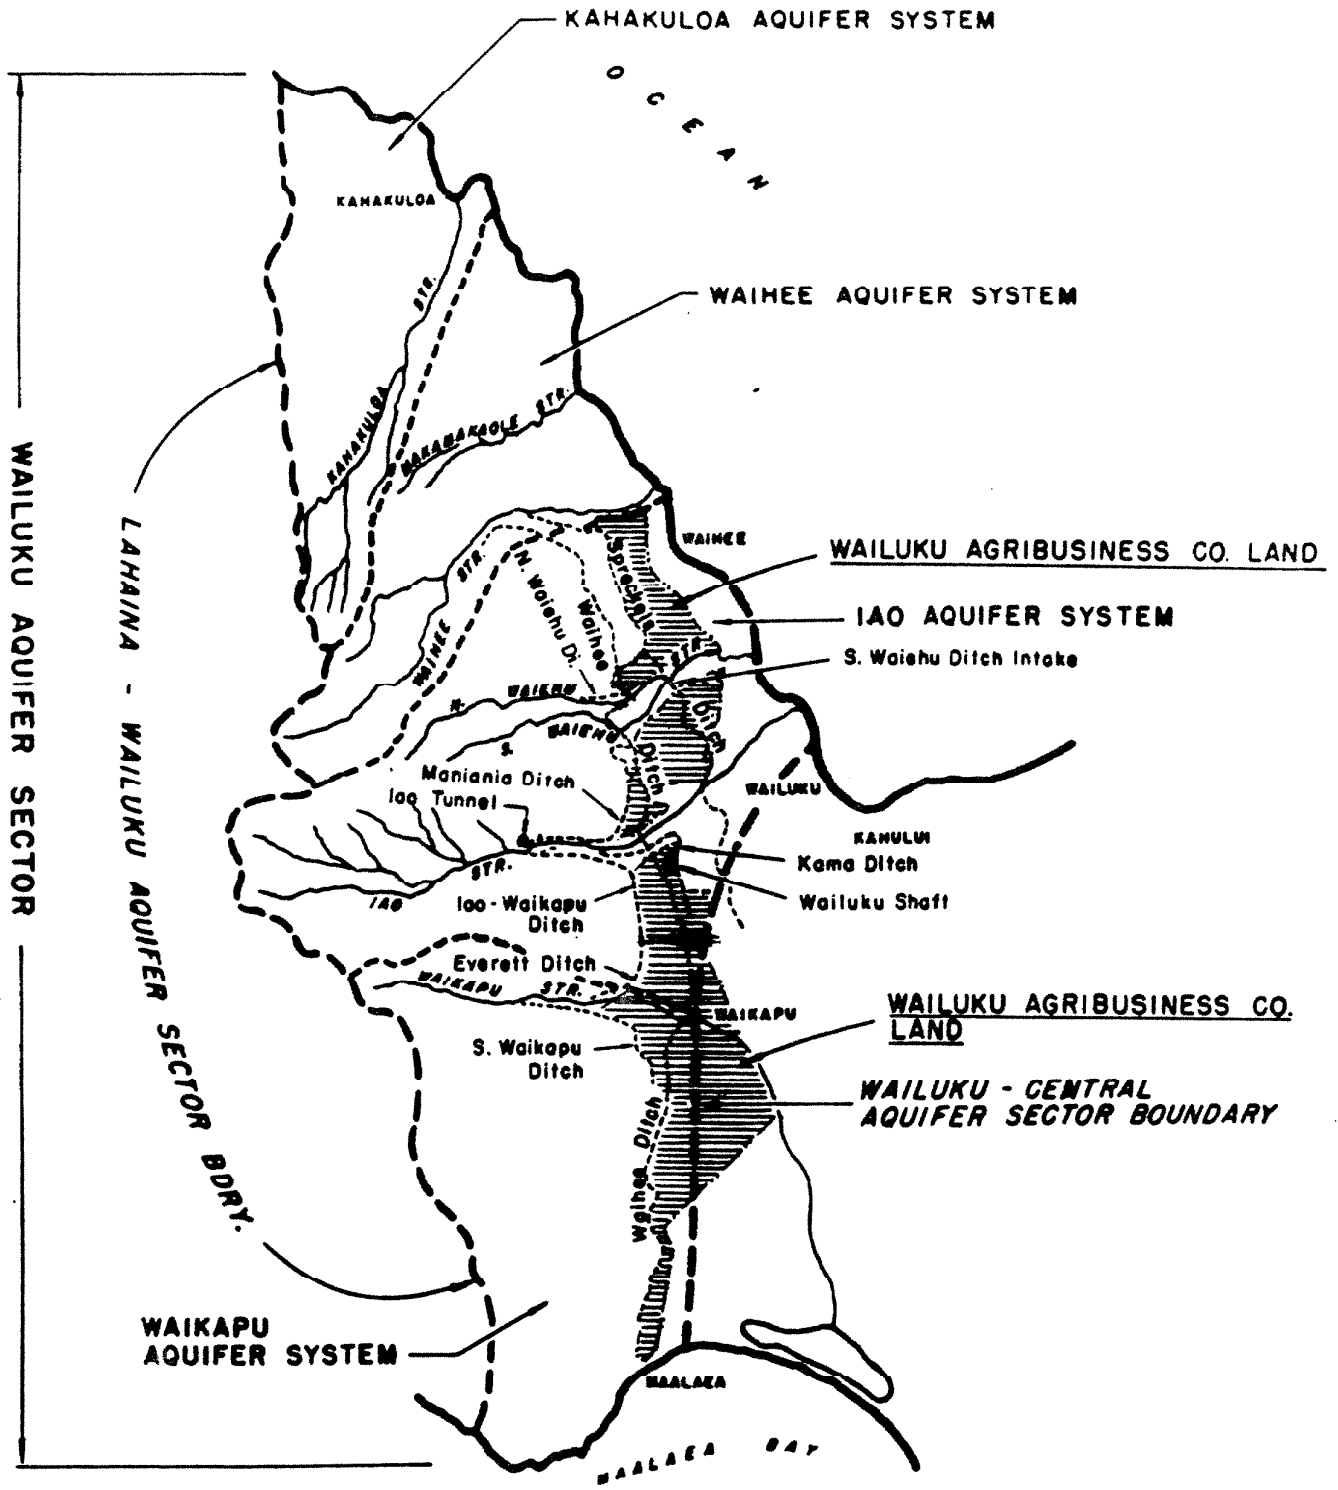 KAHAKULOA AQUIFER SYSTEM
OCEAN
KAHAKULOA
STR.
WAIHEE AQUIFER SYSTEM
KAHAKULOA
MAKAMAKAOLE STR.
WAILUKU AQUIFER SECTOR
LAHAINA - WAILUKU AQUIFER SECTOR BDRY.
WAIHEE
WAILUKU AGRIBUSINESS CO. LAND
Spreckels
STR.
N. Waiehu Di.
Waihee
IAO AQUIFER SYSTEM
WAIHEE
STR.
S. Waiehu Ditch Intake
N. WAIEHU
Ditch
S. WAIEHU
Ditch
Maniania Ditch
Iao Tunnel
WAILUKU
KAHULUI
Kama Ditch
STR.
IAO
Iao-Waikapu
Ditch
Wailuku Shaft
Everett Ditch
WAIKAPU STR.
WAIKAPU
WAILUKU AGRIBUSINESS CO.
LAND
S. Waikapu
Ditch
WAILUKU - CENTRAL
AQUIFER SECTOR BOUNDARY
Waihee Ditch
WAIKAPU
AQUIFER SYSTEM
MAALAEA
MAALAEA BAY